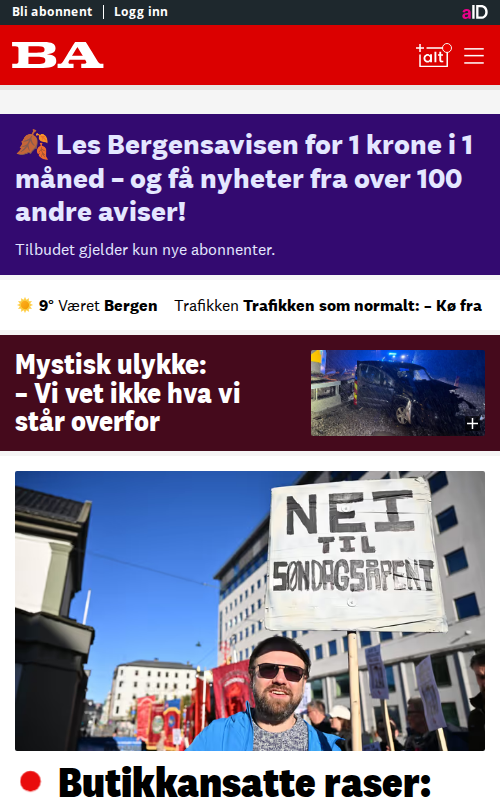 Bli abonnent | Logg inn
aID
BA
+alt
🍂 Les Bergensavisen for 1 krone i 1
måned – og få nyheter fra over 100
andre aviser!
Tilbudet gjelder kun nye abonnenter.
9° Været Bergen Trafikken Trafikken som normalt: – Kø fra
Mystisk ulykke:
– Vi vet ikke hva vi
står overfor
+
NEI
TIL
SØNDAGSÅPENT
Butikkansatte raser: